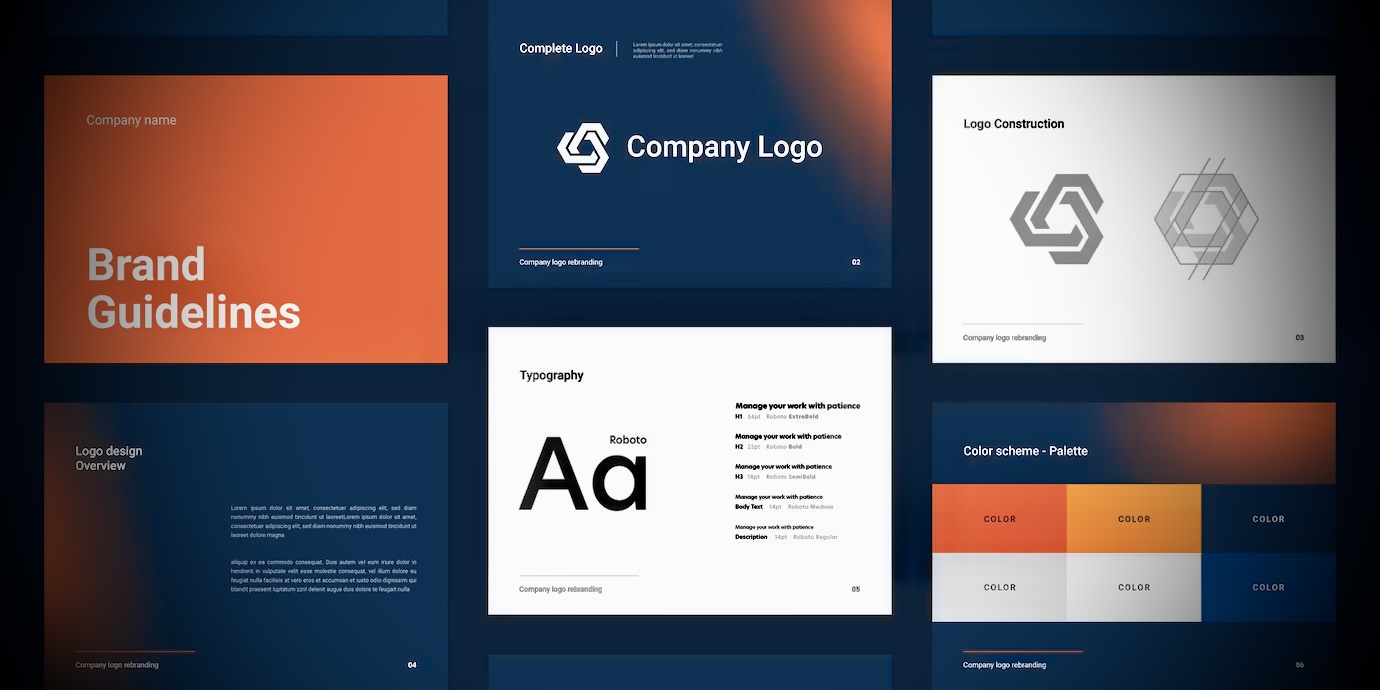 Company name
Brand
Guidelines
Complete Logo
Lorem ipsum dolor sit amet, consectetuer
adipiscing elit, sed diam nonummy nibh
euismod tincidunt ut laoreet
Company Logo
Company logo rebranding
02
Logo Construction
Company logo rebranding
03
Logo design
Overview
Lorem ipsum dolor sit amet, consectetuer adipiscing elit, sed diam
nonummy nibh euismod tincidunt ut laoreetLorem ipsum dolor sit amet,
consectetuer adipiscing elit, sed diam nonummy nibh euismod tincidunt ut
laoreet dolore magna
aliquip ex ea commodo consequat. Duis autem vel eum iriure dolor in
hendrerit in vulputate velit esse molestie consequat, vel illum dolore eu
feugiat nulla facilisis at vero eros et accumsan et iusto odio dignissim qui
blandit praesent luptatum zzril delenit augue duis dolore te feugait nulla
Company logo rebranding
04
Typography
Roboto
Aa
Manage your work with patience
H1 34pt Roboto ExtraBold
Manage your work with patience
H2 22pt Roboto Bold
Manage your work with patience
H3 18pt Roboto SemiBold
Manage your work with patience
Body Text 14pt Roboto Medium
Manage your work with patience
Description 14pt Roboto Regular
Company logo rebranding
05
Color scheme - Palette
COLOR COLOR COLOR
COLOR COLOR COLOR
Company logo rebranding
06